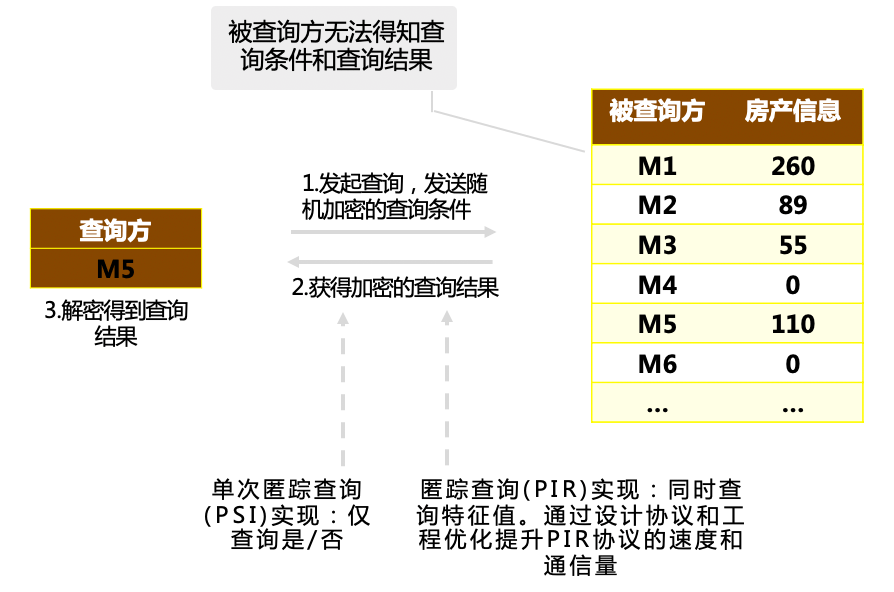 被查询方无法得知查
询条件和查询结果
被查询方 房产信息
M1 260
M2 89
M3 55
M4 0
M5 110
M6 0
... ...
1.发起查询，发送随
机加密的查询条件
2.获得加密的查询结果
查询方
M5
3.解密得到查询
结果
单次匿踪查询
(PSI)实现：仅
查询是/否
匿踪查询(PIR)实现：同时查
询特征值。通过设计协议和工
程优化提升PIR协议的速度和
通信量